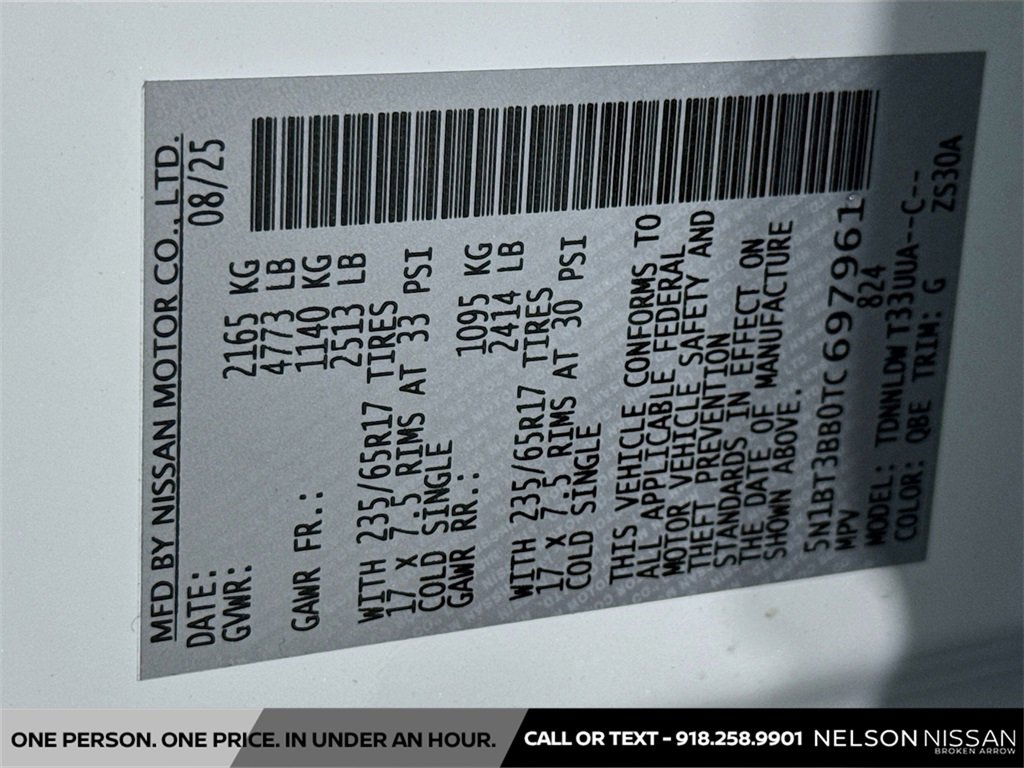 MFD BY NISSAN MOTOR CO., LTD.
DATE: 08/25
GVWR: 2165 KG
4773 LB
GAWR FR.: 1140 KG
2513 LB
WITH 235/65R17 TIRES
17 X 7.5 RIMS AT 33 PSI
COLD SINGLE
GAWR RR.: 1095 KG
2414 LB
WITH 235/65R17 TIRES
17 X 7.5 RIMS AT 30 PSI
COLD SINGLE
THIS VEHICLE CONFORMS TO
ALL APPLICABLE FEDERAL
MOTOR VEHICLE SAFETY AND
THEFT PREVENTION
STANDARDS IN EFFECT ON
THE DATE OF MANUFACTURE
SHOWN ABOVE.
5N1BT3BB0TC697961
MPV 824
MODEL: TDNNLDWT33UUA--C--
COLOR: QBE TRIM: G ZS30A
ONE PERSON. ONE PRICE. IN UNDER AN HOUR.
CALL OR TEXT - 918.258.9901
NELSON NISSAN
BROKEN ARROW